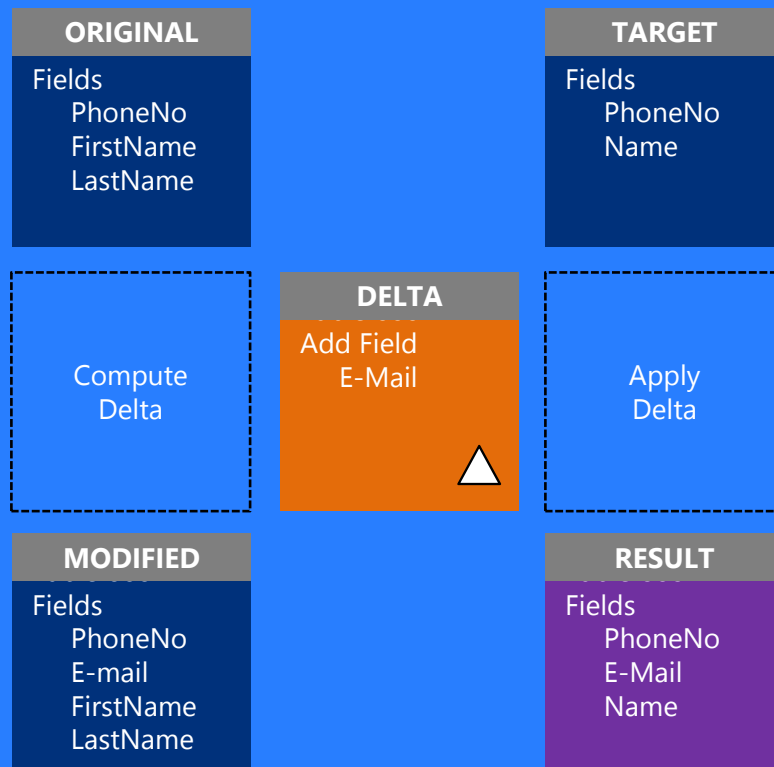 ORIGINAL
Fields
PhoneNo
FirstName
LastName
TARGET
Fields
PhoneNo
Name
Compute
Delta
DELTA
Add Field
E-Mail
Apply
Delta
MODIFIED
Fields
PhoneNo
E-mail
FirstName
LastName
RESULT
Fields
PhoneNo
E-Mail
Name